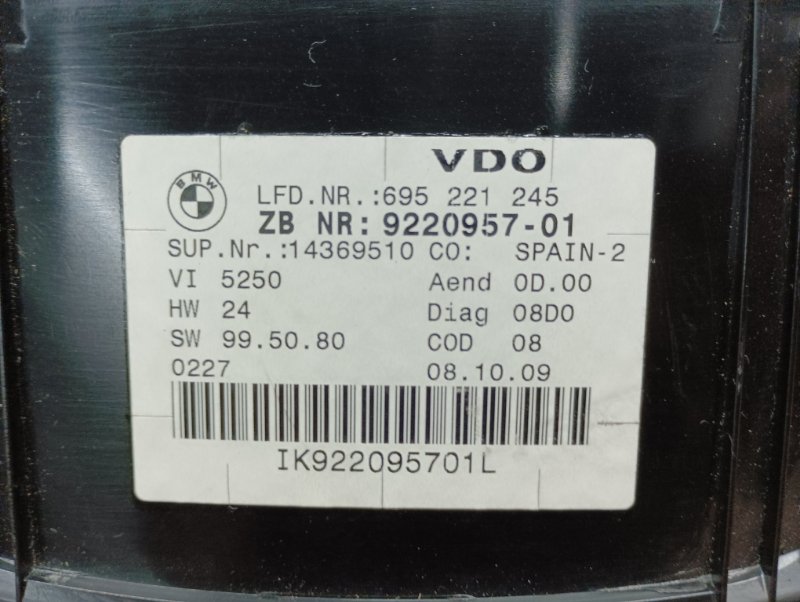 VDO
BMW
LFD.NR.:695 221 245
ZB NR: 9220957-01
SUP.Nr.:14369510 CO: SPAIN-2
VI 5250 Aend 0D.00
HW 24 Diag 08D0
SW 99.50.80 COD 08
0227 08.10.09
IK922095701L